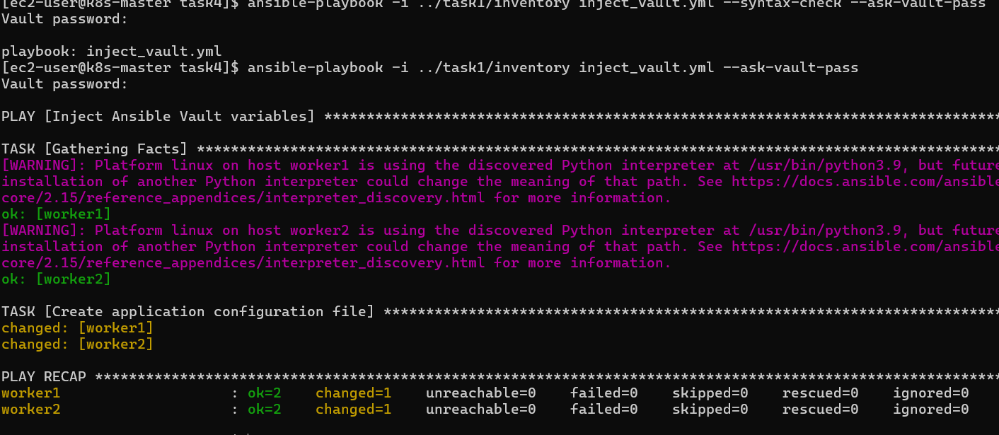 [ec2-user@k8s-master task4]$ ansible-playbook -i ../task1/inventory inject_vault.yml --syntax-check --ask-vault-pass
Vault password:
playbook: inject_vault.yml
[ec2-user@k8s-master task4]$ ansible-playbook -i ../task1/inventory inject_vault.yml --ask-vault-pass
Vault password:
PLAY [Inject Ansible Vault variables] ********************************************************************************
TASK [Gathering Facts] ***********************************************************************************************
[WARNING]: Platform linux on host worker1 is using the discovered Python interpreter at /usr/bin/python3.9, but future
installation of another Python interpreter could change the meaning of that path. See https://docs.ansible.com/ansible
core/2.15/reference_appendices/interpreter_discovery.html for more information.
ok: [worker1]
[WARNING]: Platform linux on host worker2 is using the discovered Python interpreter at /usr/bin/python3.9, but future
installation of another Python interpreter could change the meaning of that path. See https://docs.ansible.com/ansible
core/2.15/reference_appendices/interpreter_discovery.html for more information.
ok: [worker2]
TASK [Create application configuration file] *************************************************************************
changed: [worker1]
changed: [worker2]
PLAY RECAP ***********************************************************************************************************
worker1 : ok=2 changed=1 unreachable=0 failed=0 skipped=0 rescued=0 ignored=0
worker2 : ok=2 changed=1 unreachable=0 failed=0 skipped=0 rescued=0 ignored=0